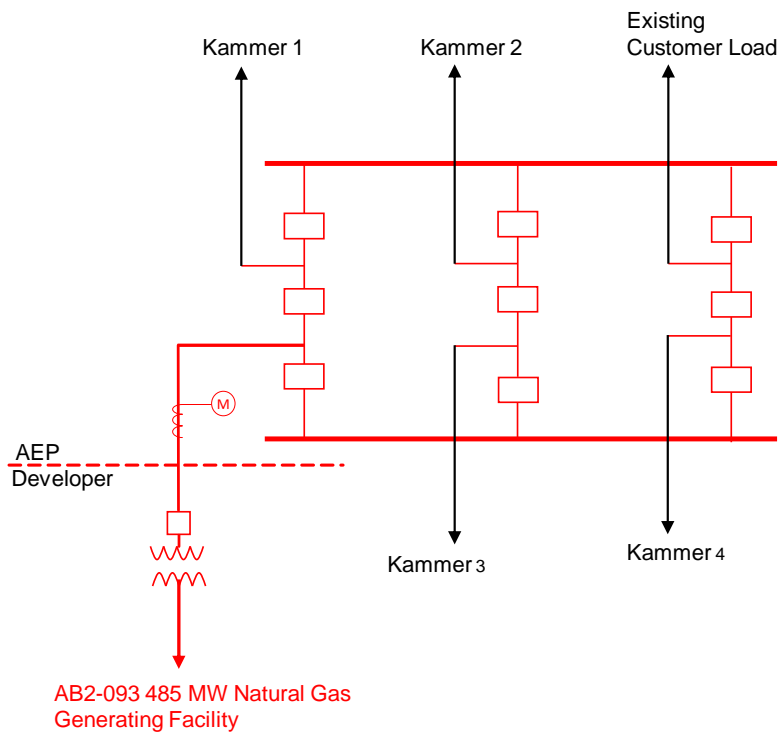 Existing
Customer Load
Kammer 1
Kammer 2
M
AEP
Developer
Kammer 3
Kammer 4
AB2-093 485 MW Natural Gas
Generating Facility